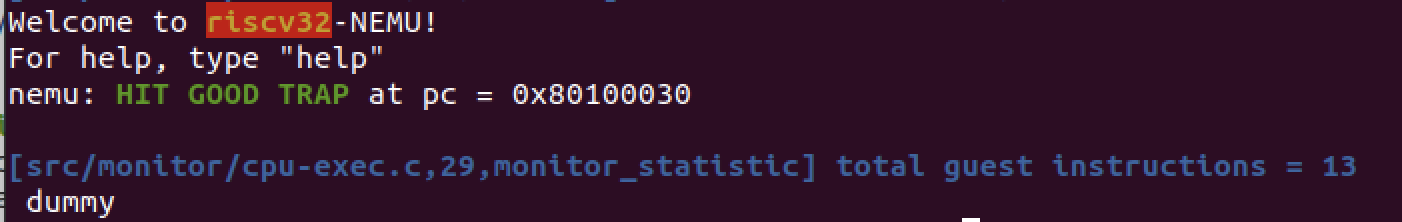 Welcome to riscv32-NEMU!
For help, type "help"
nemu: HIT GOOD TRAP at pc = 0x80100030
[src/monitor/cpu-exec.c,29,monitor_statistic] total guest instructions = 13
dummy